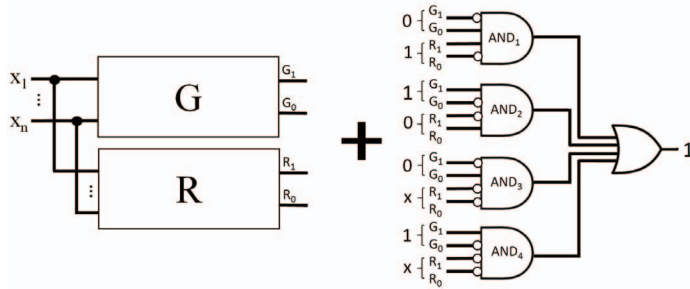 x₁
...
xₙ
G
G₁
G₀
...
R
R₁
R₀
+
0 { G₁
G₀
1 { R₁
R₀
AND₁
1 { G₁
G₀
0 { R₁
R₀
AND₂
0 { G₁
G₀
x { R₁
R₀
AND₃
1 { G₁
G₀
x { R₁
R₀
AND₄
1